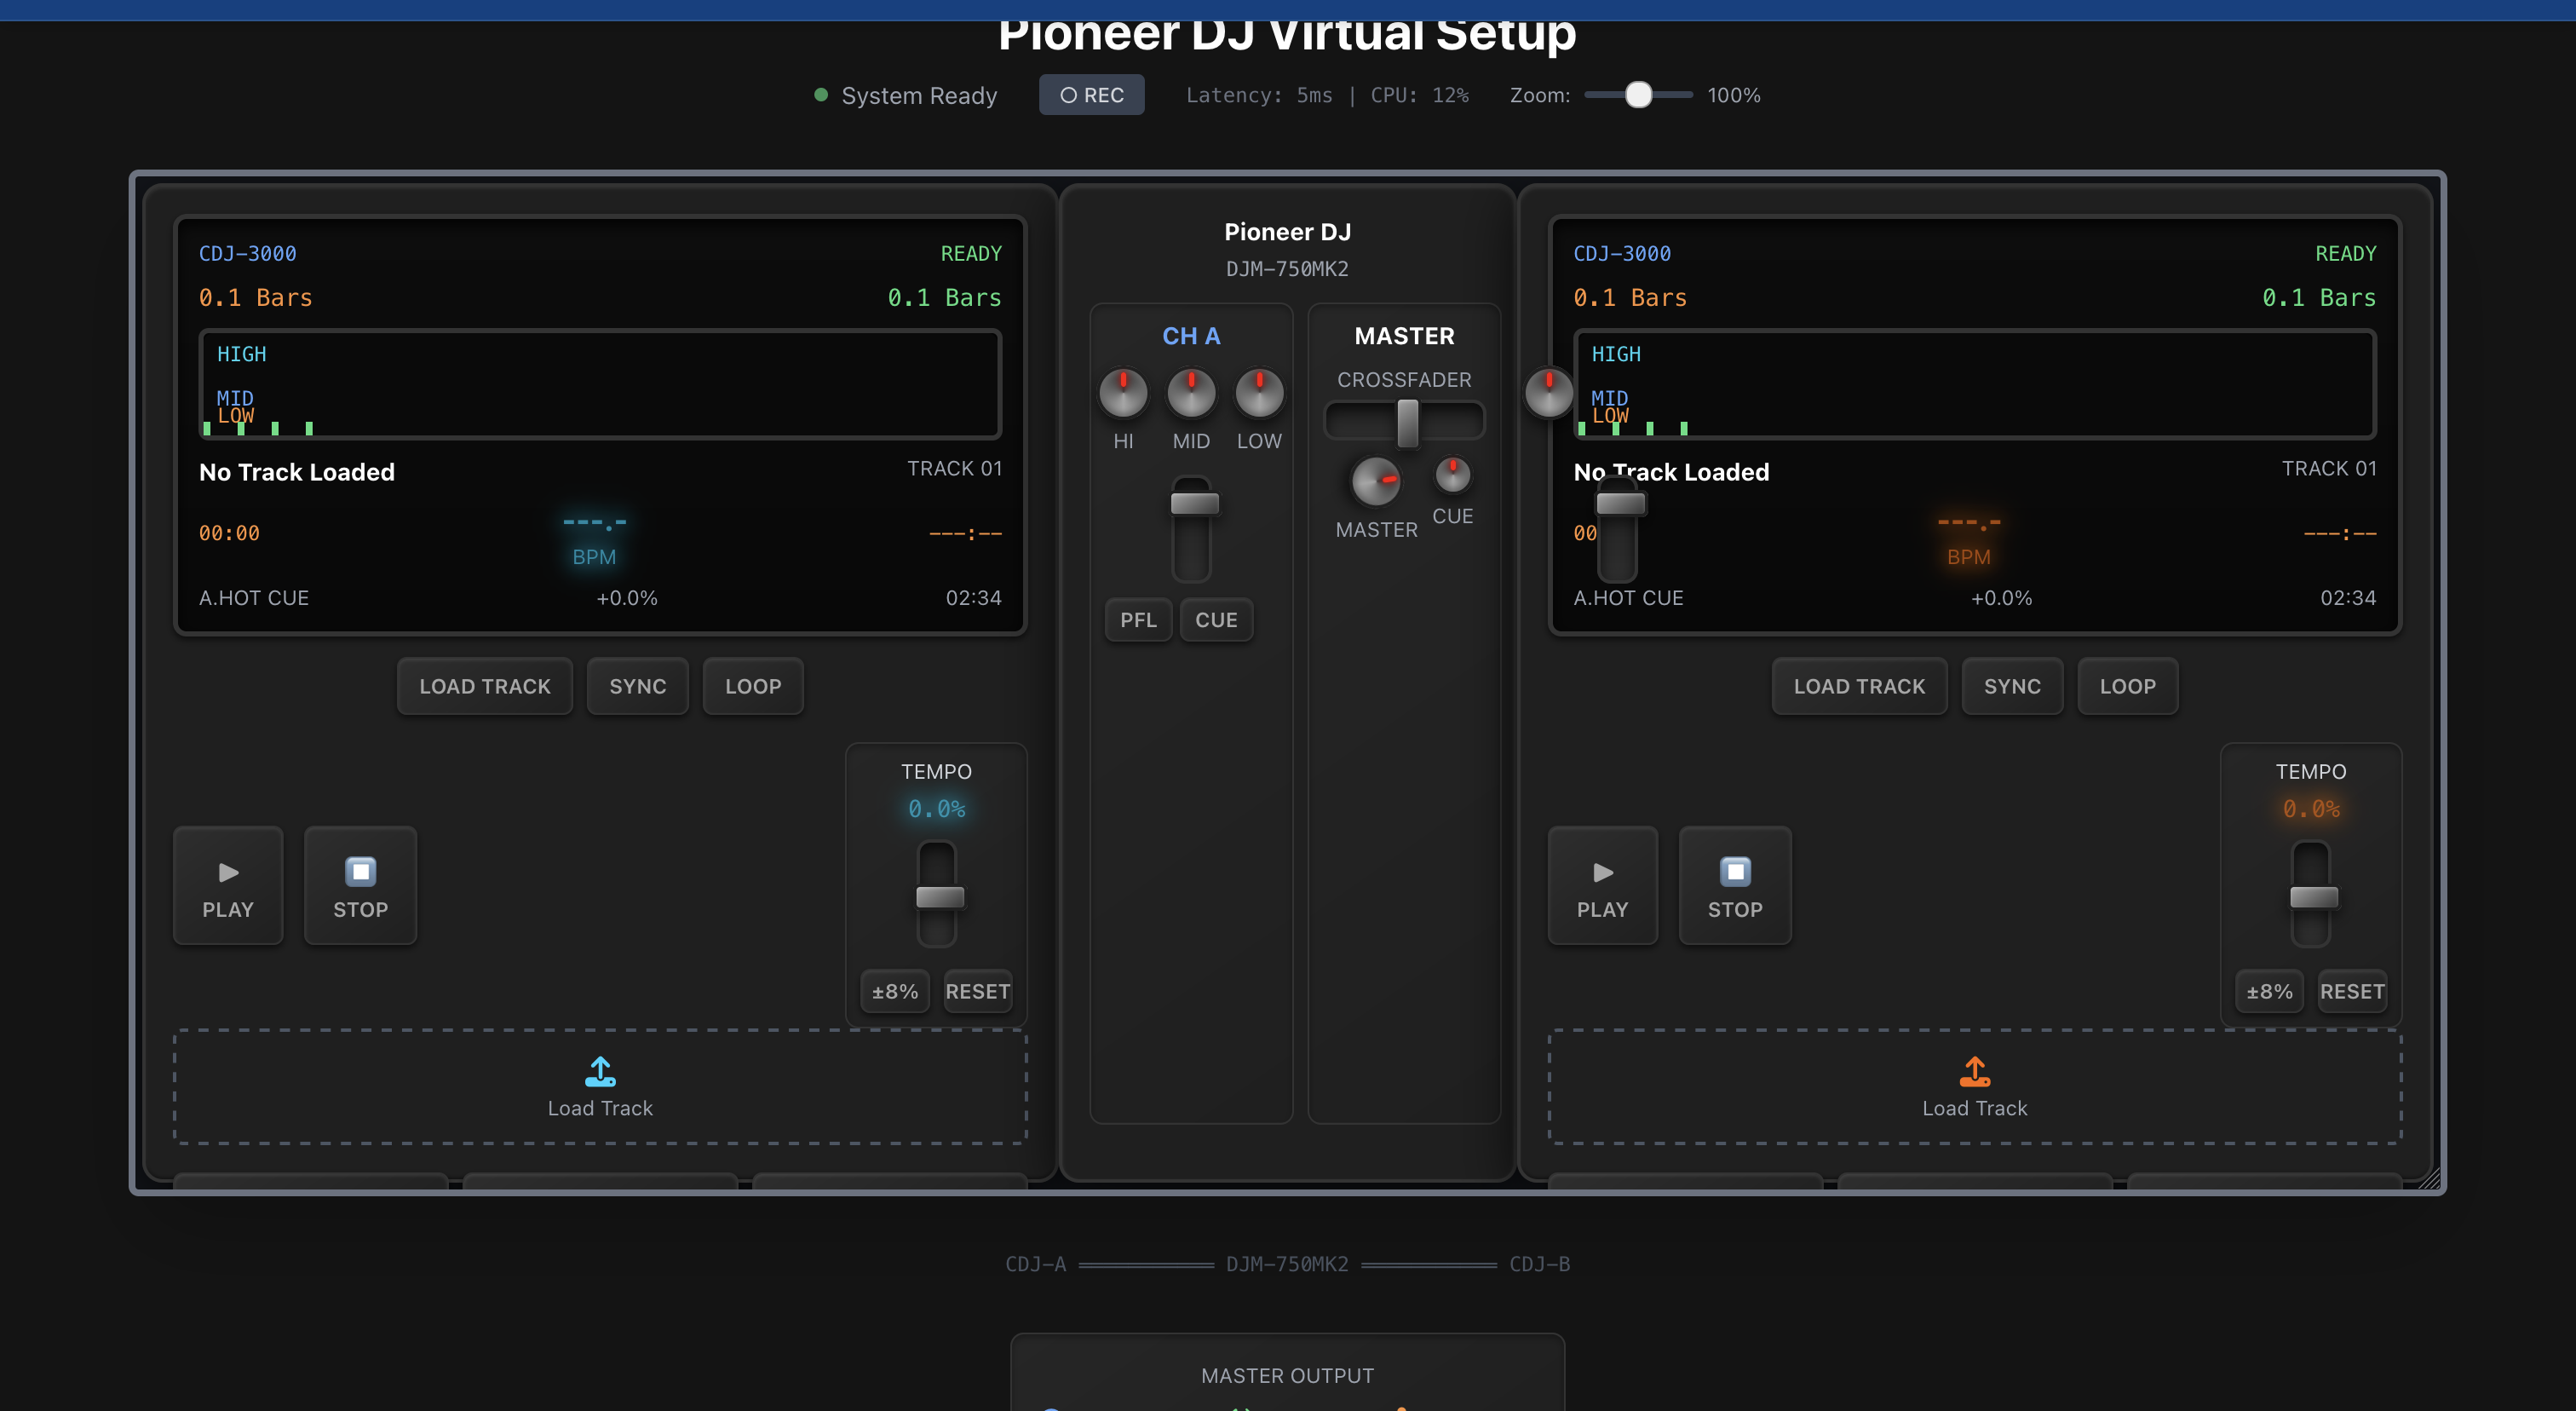 Pioneer DJ Virtual Setup
System Ready
REC
Latency: 5ms | CPU: 12%
Zoom:
100%
CDJ-3000
READY
0.1 Bars
0.1 Bars
HIGH
MID
LOW
No Track Loaded
TRACK 01
00:00
---.-
BPM
---:--
A.HOT CUE
+0.0%
02:34
LOAD TRACK
SYNC
LOOP
TEMPO
0.0%
PLAY
STOP
±8%
RESET
Load Track
Pioneer DJ
DJM-750MK2
CH A
HI
MID
LOW
PFL
CUE
MASTER
CROSSFADER
MASTER
CUE
CDJ-3000
READY
0.1 Bars
0.1 Bars
HIGH
MID
LOW
No Track Loaded
TRACK 01
00
---.-
BPM
---:--
A.HOT CUE
+0.0%
02:34
LOAD TRACK
SYNC
LOOP
TEMPO
0.0%
PLAY
STOP
±8%
RESET
Load Track
CDJ-A
DJM-750MK2
CDJ-B
MASTER OUTPUT